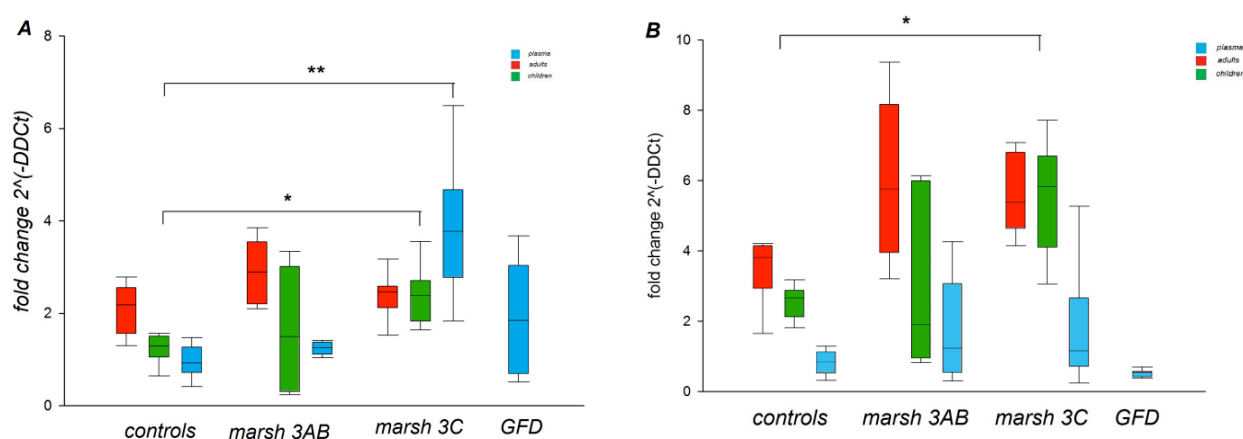 A
8
6
4
2
0
fold change 2^(-DDCt)
**
*
plasma
adults
children
controls
marsh 3AB
marsh 3C
GFD
B
10
8
6
4
2
0
fold change 2^(-DDCt)
*
plasma
adults
children
controls
marsh 3AB
marsh 3C
GFD